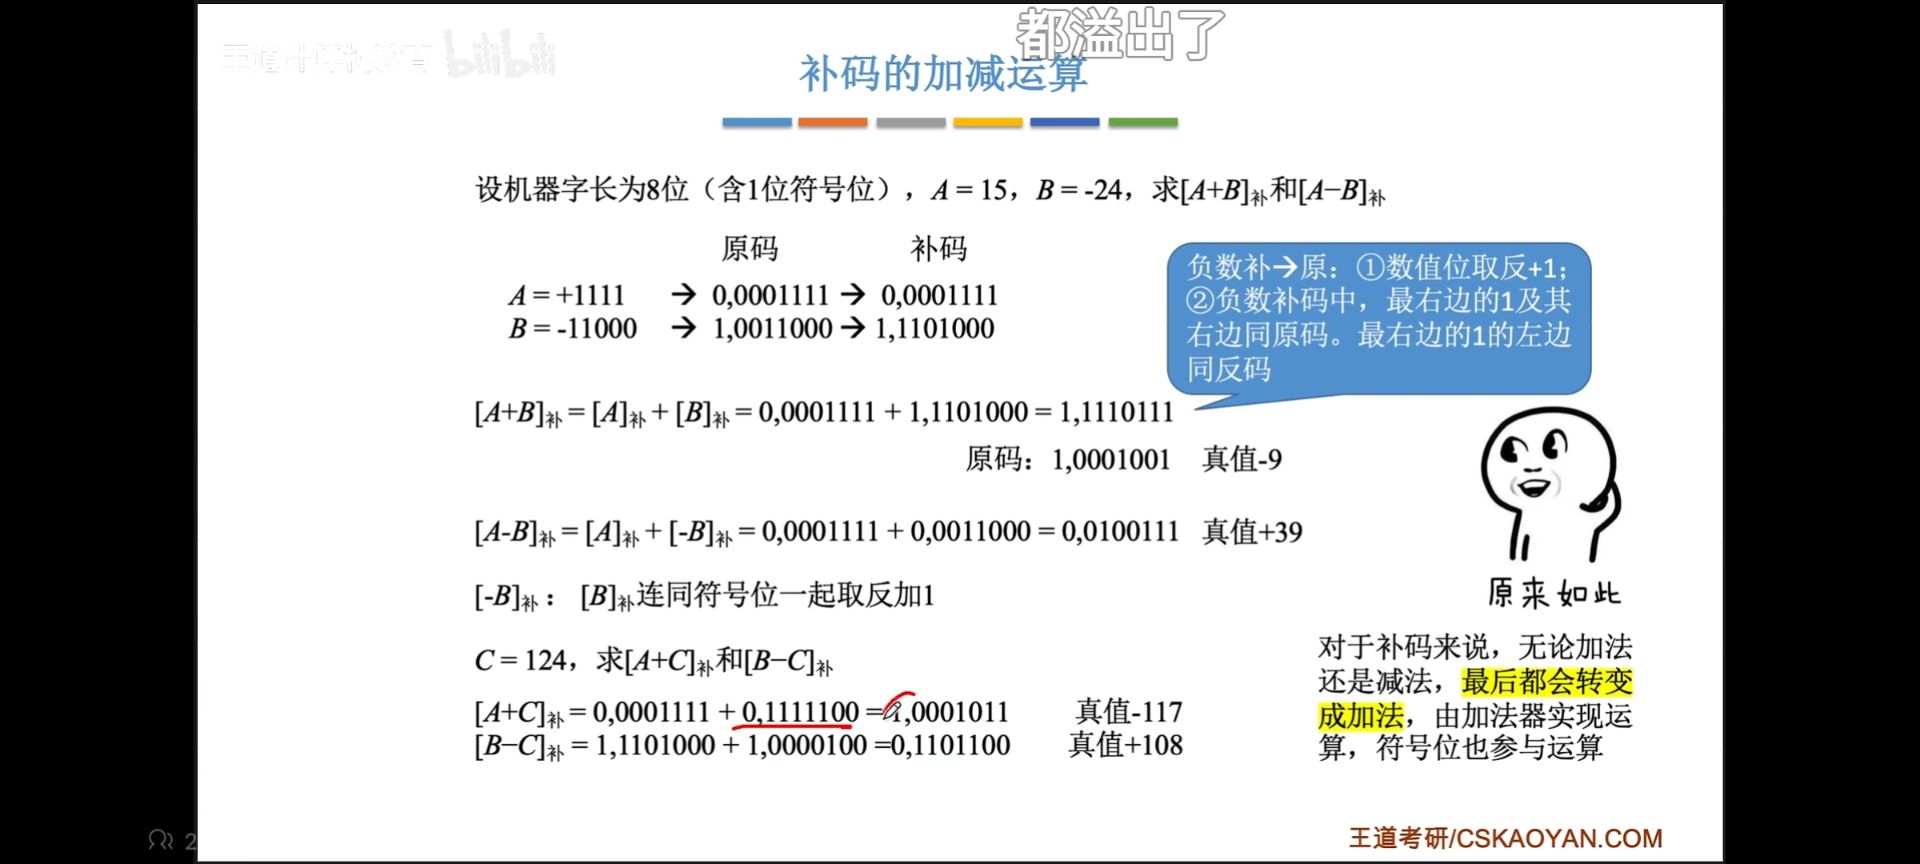 都溢出了
王道计算机教育 bilibili
补码的加减运算
设机器字长为8位（含1位符号位），A = 15，B = -24，求[A+B]补和[A−B]补
原码 补码
A = +1111 → 0,0001111 → 0,0001111
B = -11000 → 1,0011000 → 1,1101000
负数补→原：①数值位取反+1；
②负数补码中，最右边的1及其
右边同原码。最右边的1的左边
同反码
[A+B]补 = [A]补 + [B]补 = 0,0001111 + 1,1101000 = 1,1110111
原码：1,0001001 真值-9
[A-B]补 = [A]补 + [-B]补 = 0,0001111 + 0,0011000 = 0,0100111 真值+39
[-B]补： [B]补连同符号位一起取反加1
原来如此
C = 124，求[A+C]补和[B−C]补
[A+C]补 = 0,0001111 + 0,1111100 =1,0001011 真值-117
[B−C]补 = 1,1101000 + 1,0000100 =0,1101100 真值+108
对于补码来说，无论加法
还是减法，最后都会转变
成加法，由加法器实现运
算，符号位也参与运算
王道考研/CSKAOYAN.COM
2